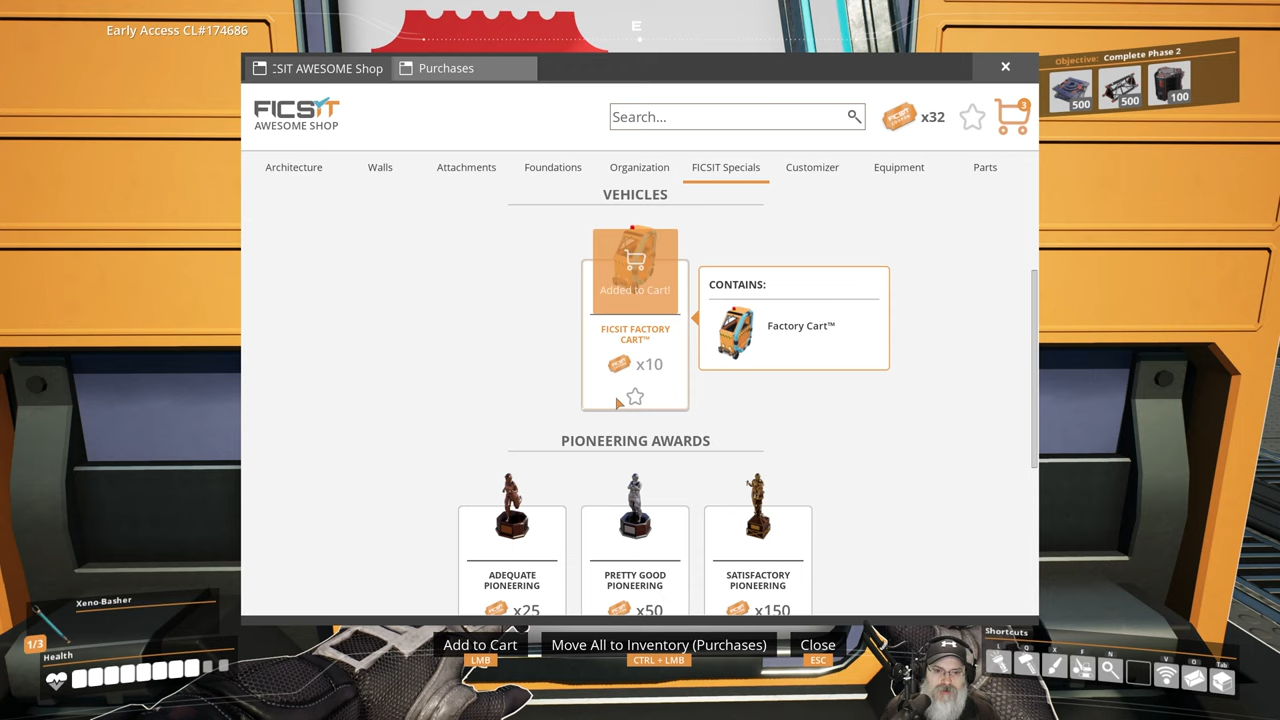 Early Access CL#174686
E
Objective: Complete Phase 2
500
500
100
CSIT AWESOME Shop
Purchases
FICSIT
AWESOME SHOP
Search...
x32
3
Architecture
Walls
Attachments
Foundations
Organization
FICSIT Specials
Customizer
Equipment
Parts
VEHICLES
Added to Cart!
FICSIT FACTORY
CART™
x10
CONTAINS:
Factory Cart™
PIONEERING AWARDS
ADEQUATE
PIONEERING
x25
PRETTY GOOD
PIONEERING
x50
SATISFACTORY
PIONEERING
x150
Xeno-Basher
1/3
Health
Add to Cart
LMB
Move All to Inventory (Purchases)
CTRL + LMB
Close
ESC
Shortcuts
L
Q
X
F
N
V
O
Tab